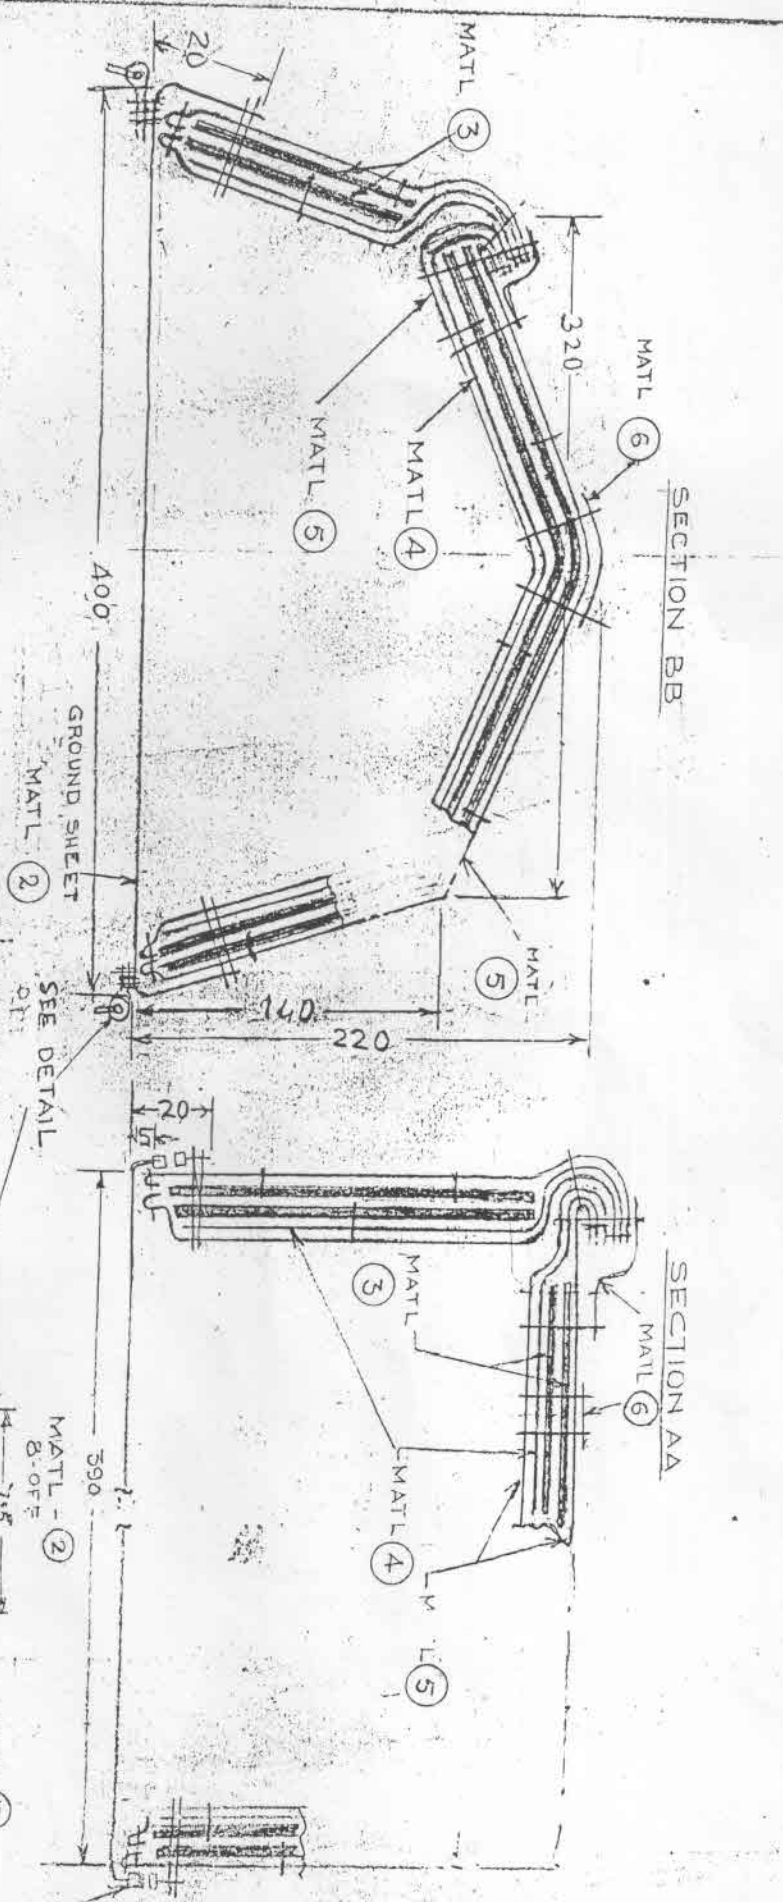 SECTION BB
MATL 6
320
MATL 3
20
MATL 4
MATL 5
MATL 5
400
GROUND SHEET
MATL 2
140
220
SEE DETAIL
SECTION AA
MATL 6
MATL 3
MATL 4
5
20
5
390
MATL - 2
8-OFF